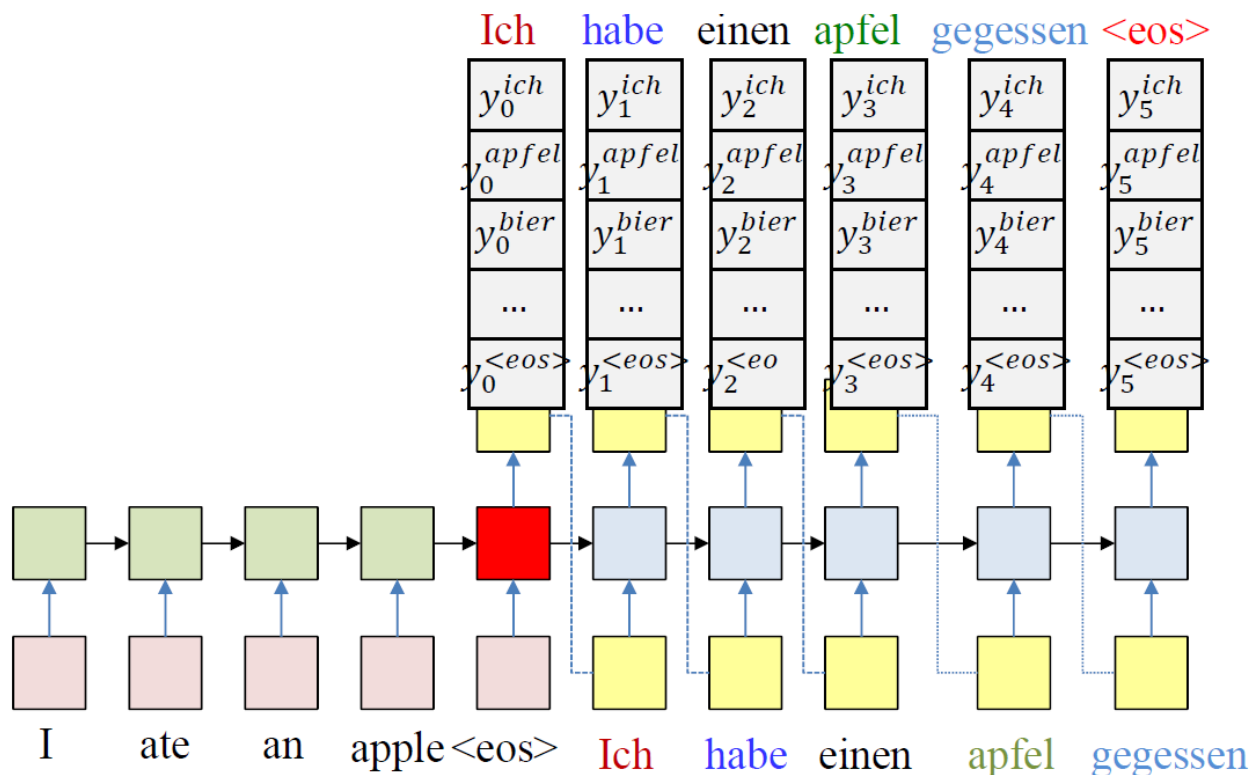 Ich habe einen apfel gegessen <eos>
y_0^{ich} y_1^{ich} y_2^{ich} y_3^{ich} y_4^{ich} y_5^{ich}
y_0^{apfel} y_1^{apfel} y_2^{apfel} y_3^{apfel} y_4^{apfel} y_5^{apfel}
y_0^{bier} y_1^{bier} y_2^{bier} y_3^{bier} y_4^{bier} y_5^{bier}
... ... ... ... ... ...
y_0^{<eos>} y_1^{<eos>} y_2^{<eo} y_3^{<eos>} y_4^{<eos>} y_5^{<eos>}
I ate an apple <eos> Ich habe einen apfel gegessen